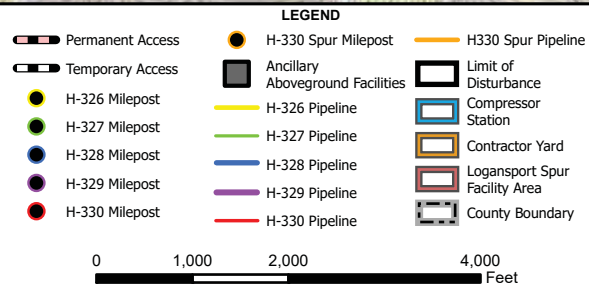 LEGEND
Permanent Access
Temporary Access
H-326 Milepost
H-327 Milepost
H-328 Milepost
H-329 Milepost
H-330 Milepost
H-330 Spur Milepost
Ancillary
Aboveground Facilities
H-326 Pipeline
H-327 Pipeline
H-328 Pipeline
H-329 Pipeline
H-330 Pipeline
H330 Spur Pipeline
Limit of
Disturbance
Compressor
Station
Contractor Yard
Logansport Spur
Facility Area
County Boundary
0 1,000 2,000 4,000
Feet